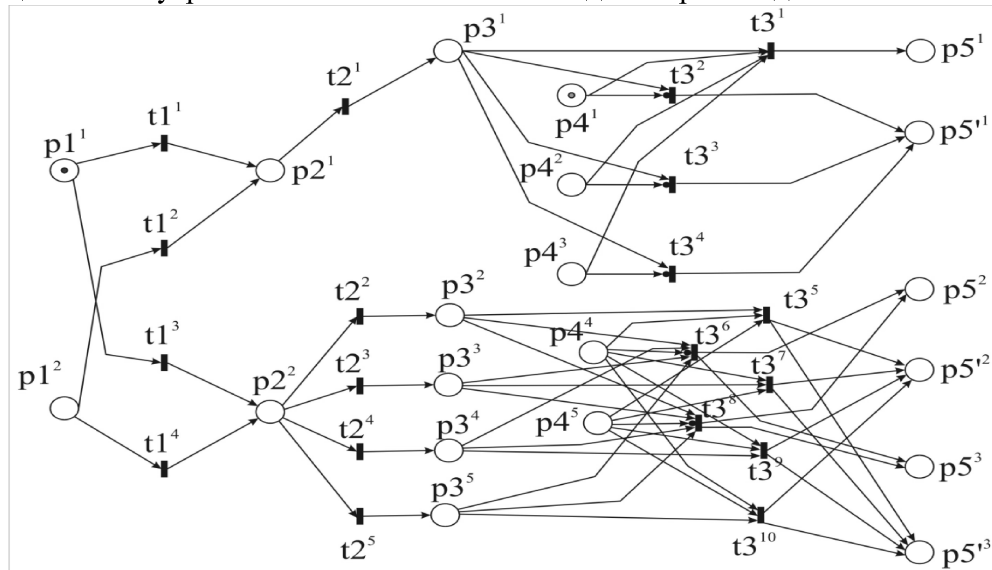 p3¹
t3¹
p5¹
t2¹
t3²
p4¹
t1¹
p5'¹
p1¹
p2¹
t3³
p4²
t1²
p4³
t3⁴
p3²
t2²
p5²
t3⁵
p4⁴
t3⁶
t1³
p3³
t3⁷
p5'²
t2³
p1²
p2²
t3⁸
p3⁴
p4⁵
t2⁴
t1⁴
t3⁹
p5³
p3⁵
t2⁵
t3¹⁰
p5'³